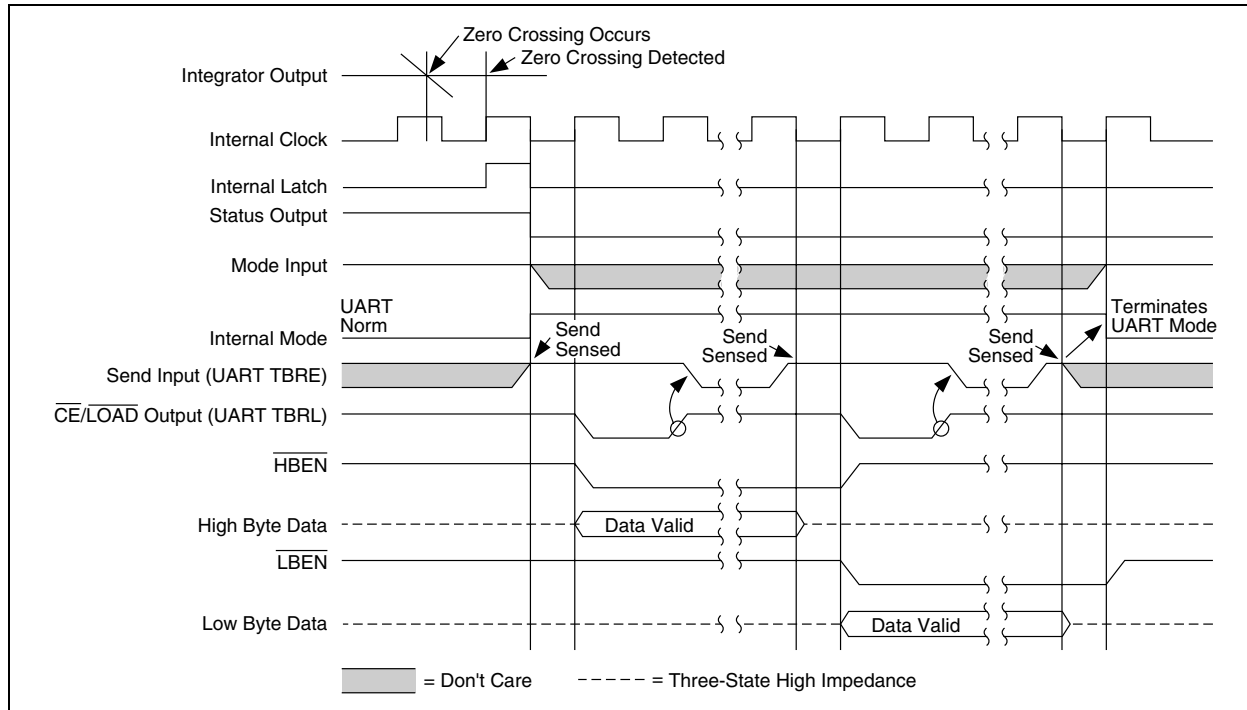 Zero Crossing Occurs
Zero Crossing Detected
Integrator Output
Internal Clock
Internal Latch
Status Output
Mode Input
UART
Norm
Internal Mode
Send
Sensed
Send
Sensed
Send
Sensed
Terminates
UART Mode
Send Input (UART TBRE)
CE/LOAD Output (UART TBRL)
HBEN
High Byte Data
Data Valid
LBEN
Low Byte Data
Data Valid
= Don't Care
= Three-State High Impedance